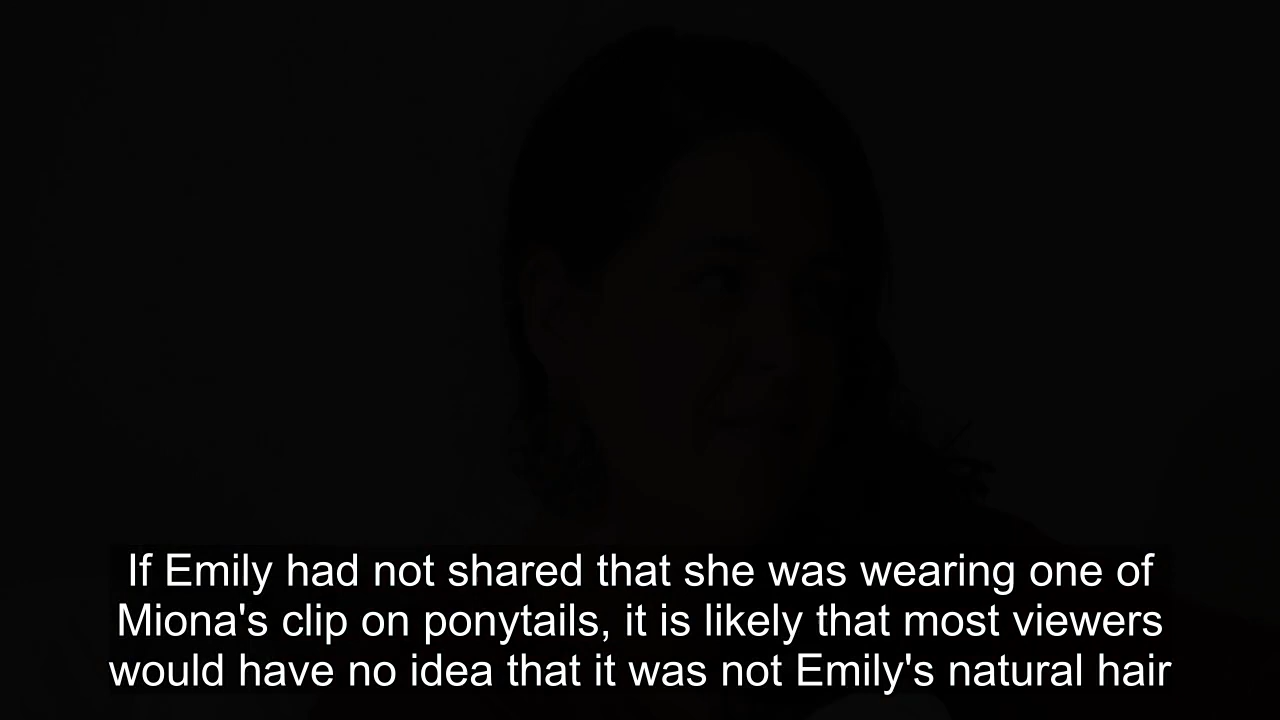 If Emily had not shared that she was wearing one of
Miona's clip on ponytails, it is likely that most viewers
would have no idea that it was not Emily's natural hair